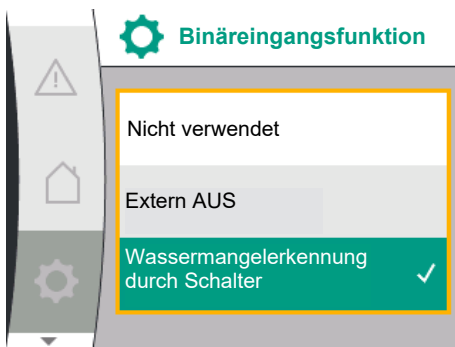 Binäreingangsfunktion
Nicht verwendet
Extern AUS
Wassermangelerkennung
durch Schalter